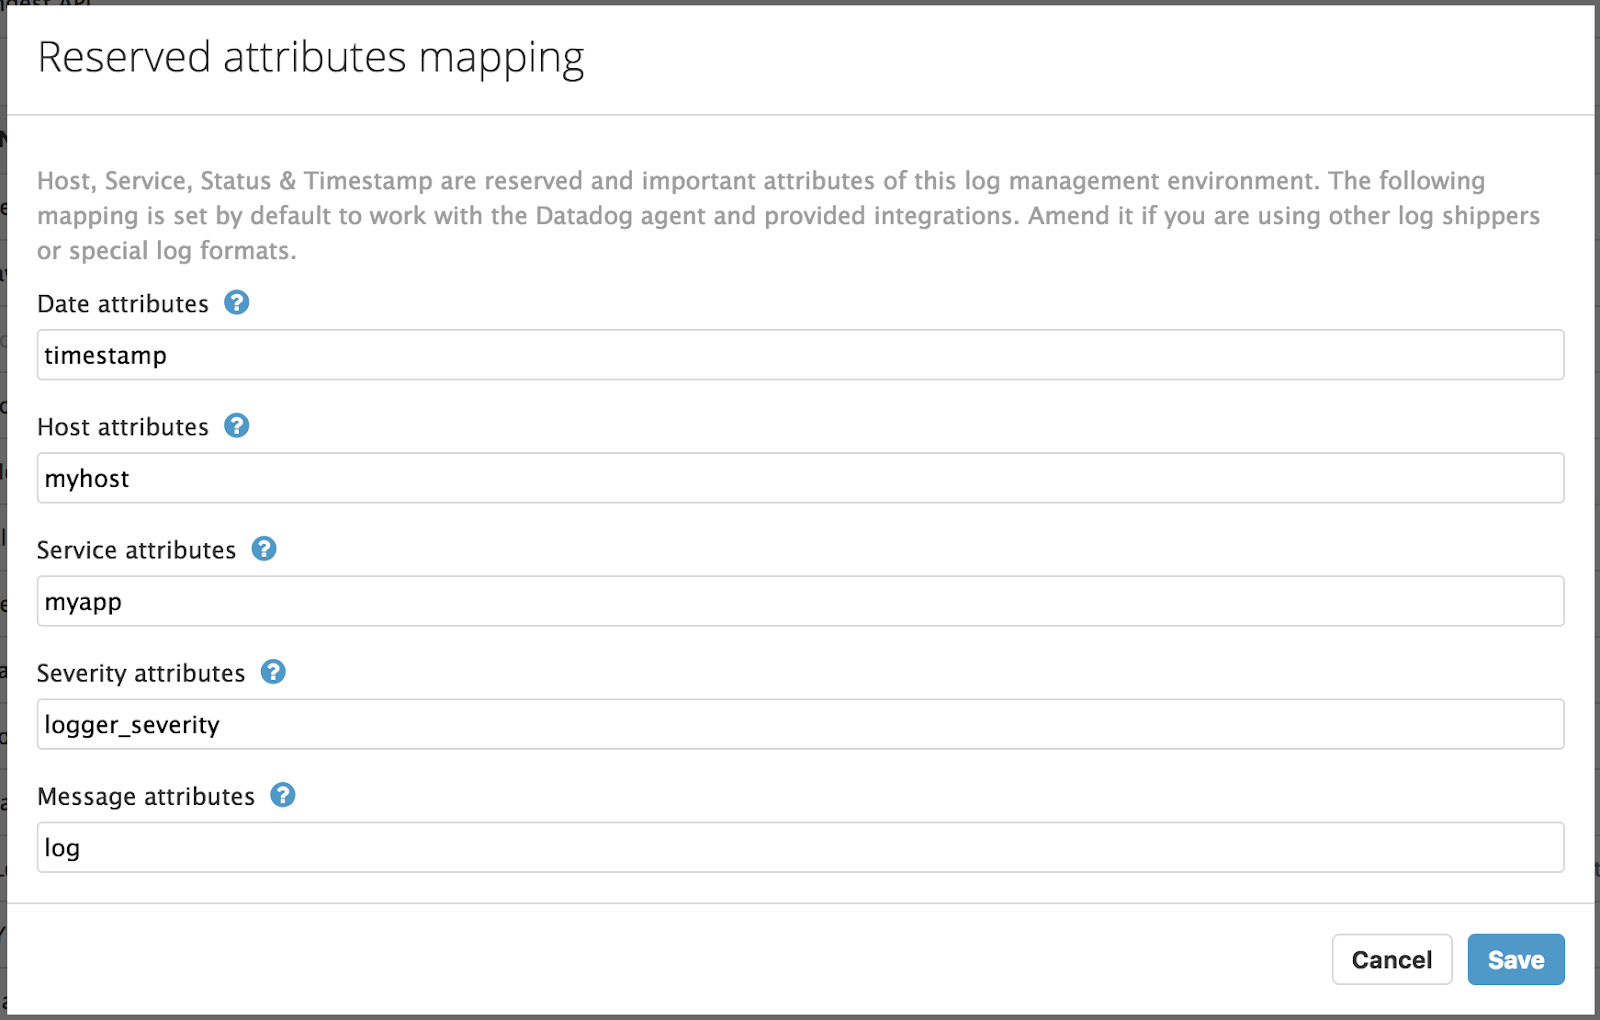 Reserved attributes mapping
Host, Service, Status & Timestamp are reserved and important attributes of this log management environment. The following
mapping is set by default to work with the Datadog agent and provided integrations. Amend it if you are using other log shippers
or special log formats.
Date attributes ?
timestamp
Host attributes ?
myhost
Service attributes ?
myapp
Severity attributes ?
logger_severity
Message attributes ?
log
Cancel Save